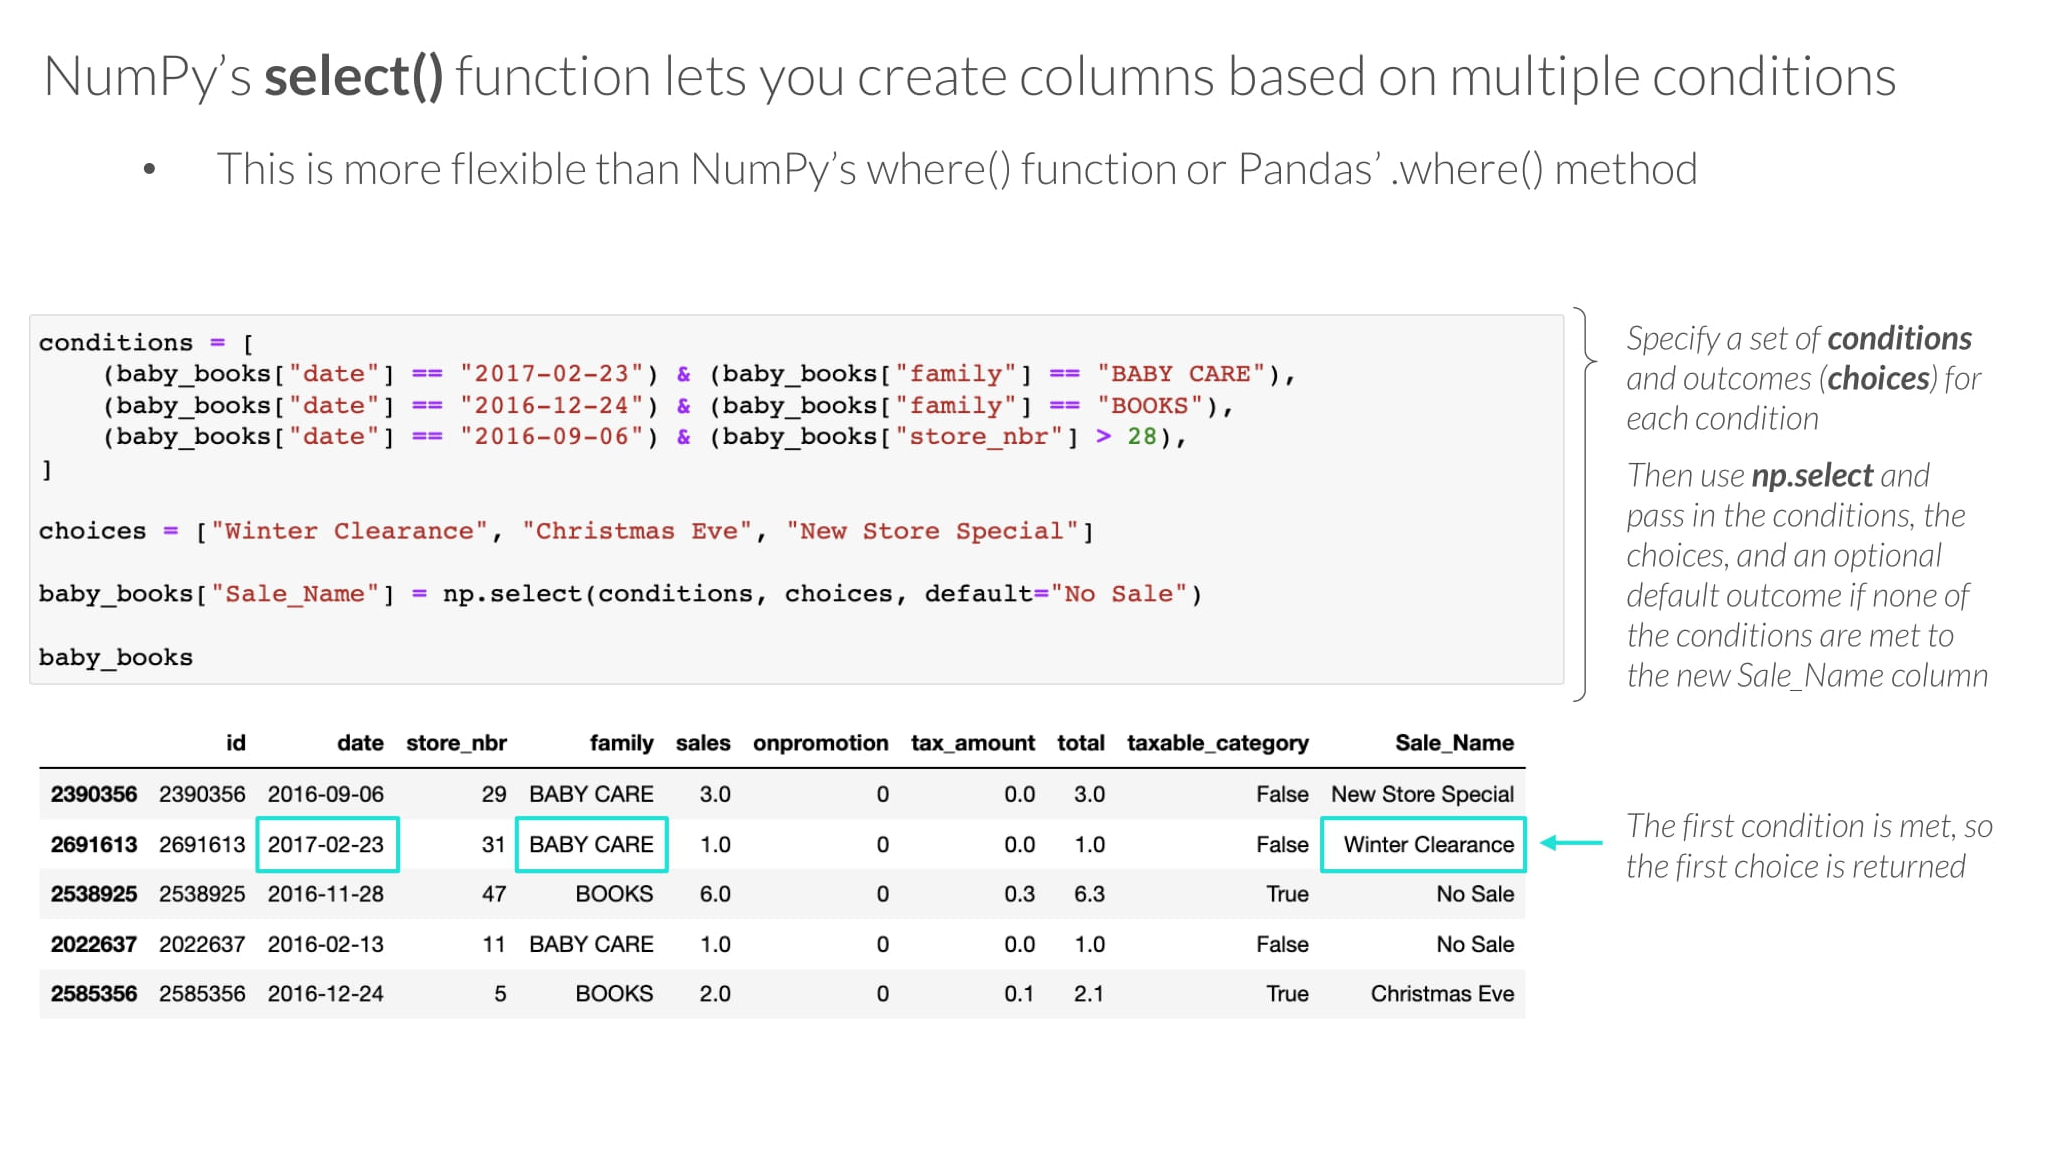 NumPy’s select() function lets you create columns based on multiple conditions
• This is more flexible than NumPy’s where() function or Pandas’ .where() method
conditions = [
    (baby_books["date"] == "2017-02-23") & (baby_books["family"] == "BABY CARE"),
    (baby_books["date"] == "2016-12-24") & (baby_books["family"] == "BOOKS"),
    (baby_books["date"] == "2016-09-06") & (baby_books["store_nbr"] > 28),
]
choices = ["Winter Clearance", "Christmas Eve", "New Store Special"]
baby_books["Sale_Name"] = np.select(conditions, choices, default="No Sale")
baby_books
Specify a set of conditions
and outcomes (choices) for
each condition
Then use np.select and
pass in the conditions, the
choices, and an optional
default outcome if none of
the conditions are met to
the new Sale_Name column
id date store_nbr family sales onpromotion tax_amount total taxable_category Sale_Name
2390356 2390356 2016-09-06 29 BABY CARE 3.0 0 0.0 3.0 False New Store Special
2691613 2691613 2017-02-23 31 BABY CARE 1.0 0 0.0 1.0 False Winter Clearance
2538925 2538925 2016-11-28 47 BOOKS 6.0 0 0.3 6.3 True No Sale
2022637 2022637 2016-02-13 11 BABY CARE 1.0 0 0.0 1.0 False No Sale
2585356 2585356 2016-12-24 5 BOOKS 2.0 0 0.1 2.1 True Christmas Eve
The first condition is met, so
the first choice is returned